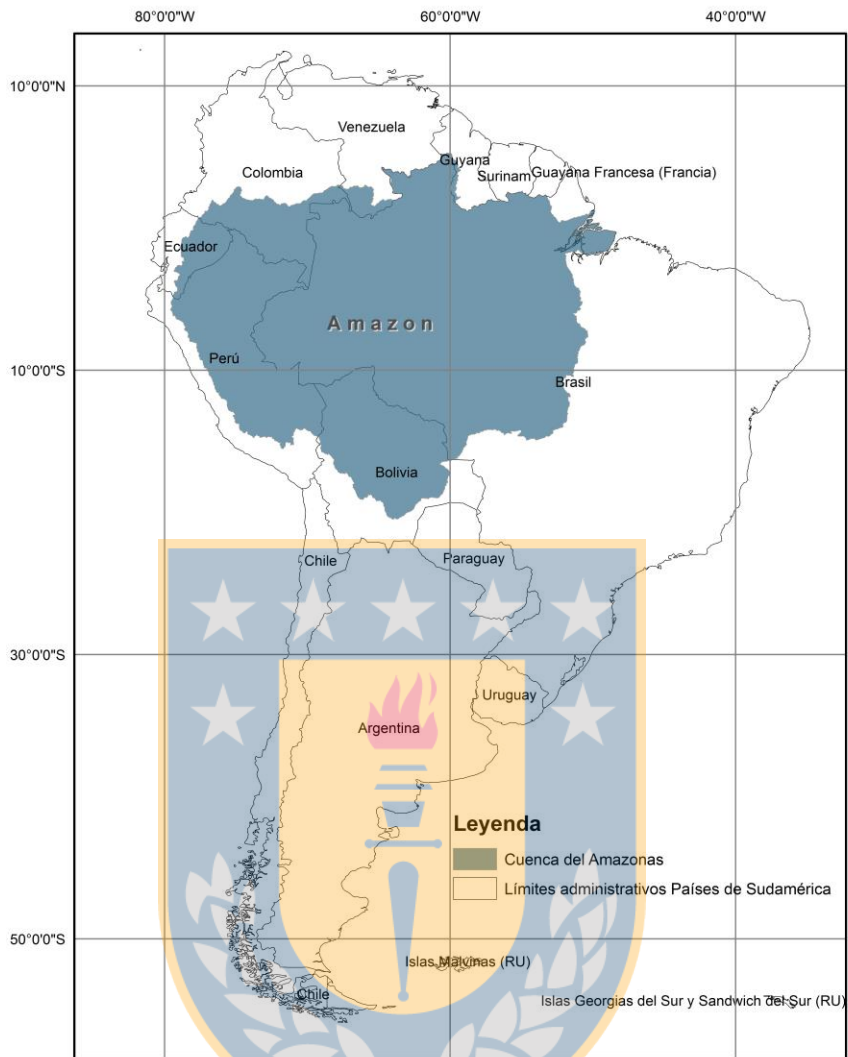 80°0'0"W 60°0'0"W 40°0'0"W
10°0'0"N
Venezuela
Guyana
Colombia
Surinam
Guayana Francesa (Francia)
Ecuador
Amazon
Perú
10°0'0"S
Brasil
Bolivia
Chile
Paraguay
30°0'0"S
Uruguay
Argentina
Leyenda
Cuenca del Amazonas
Límites administrativos Países de Sudamérica
50°0'0"S
Islas Malvinas (RU)
Chile
Islas Georgias del Sur y Sandwich del Sur (RU)